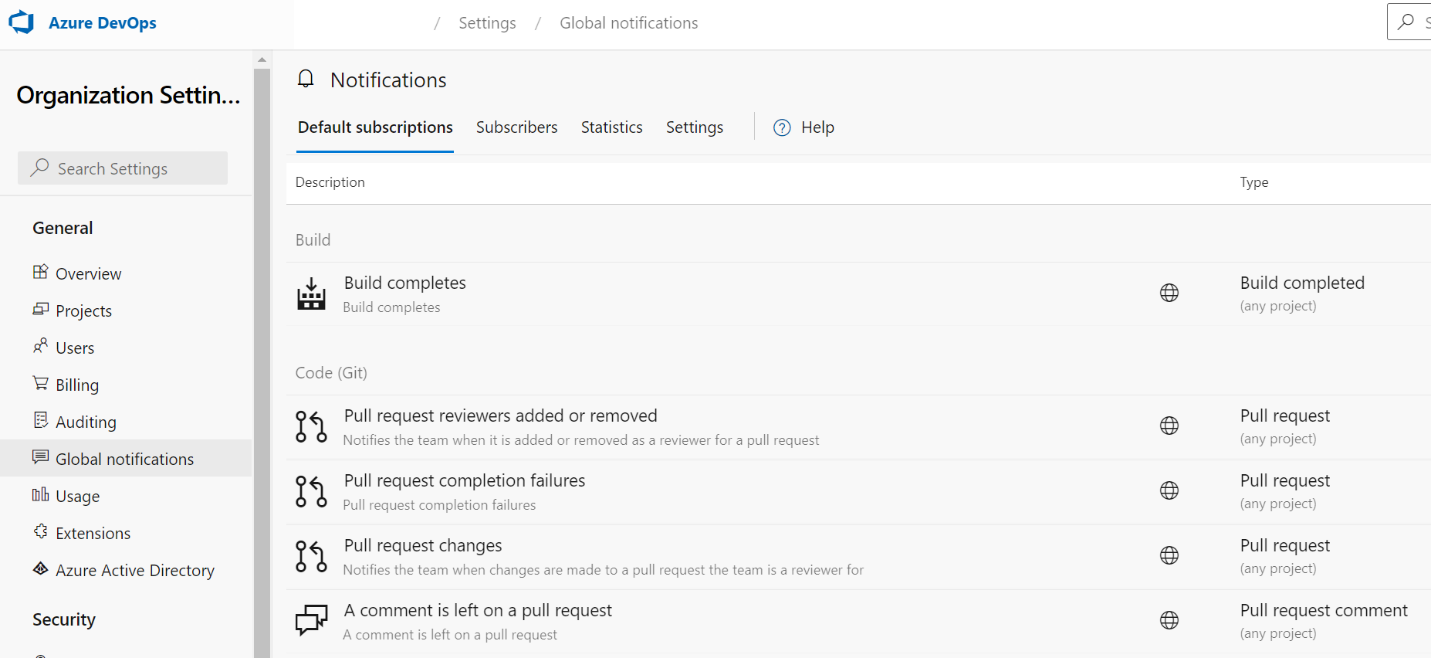 Azure DevOps / Settings / Global notifications S
Organization Settin...
Search Settings
General
Overview
Projects
Users
Billing
Auditing
Global notifications
Usage
Extensions
Azure Active Directory
Security
Notifications
Default subscriptions Subscribers Statistics Settings ? Help
Description Type
Build
Build completes Build completed
Build completes (any project)
Code (Git)
Pull request reviewers added or removed Pull request
Notifies the team when it is added or removed as a reviewer for a pull request (any project)
Pull request completion failures Pull request
Pull request completion failures (any project)
Pull request changes Pull request
Notifies the team when changes are made to a pull request the team is a reviewer for (any project)
A comment is left on a pull request Pull request comment
A comment is left on a pull request (any project)